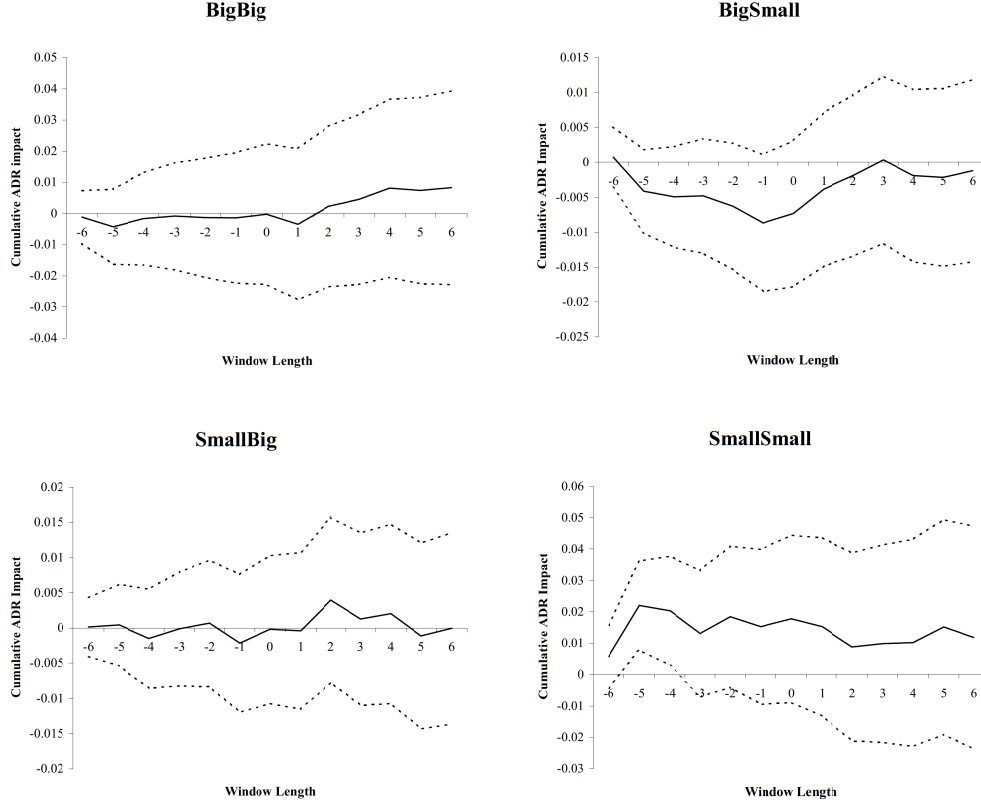 BigBig
0.05
0.04
0.03
0.02
0.01
0
-0.01
-0.02
-0.03
-0.04
-6 -5 -4 -3 -2 -1 0 1 2 3 4 5 6
Cumulative ADR impact
Window Length
BigSmall
0.015
0.01
0.005
0
-0.005
-0.01
-0.015
-0.02
-0.025
-6 -5 -4 -3 -2 -1 0 1 2 3 4 5 6
Cumulative ADR Impact
Window Length
SmallBig
0.02
0.015
0.01
0.005
0
-0.005
-0.01
-0.015
-0.02
-6 -5 -4 -3 -2 -1 0 1 2 3 4 5 6
Cumulative ADR Impact
Window Length
SmallSmall
0.06
0.05
0.04
0.03
0.02
0.01
0
-0.01
-0.02
-0.03
-6 -5 -4 -3 -2 -1 0 1 2 3 4 5 6
Cumulative ADR Impact
Window Length